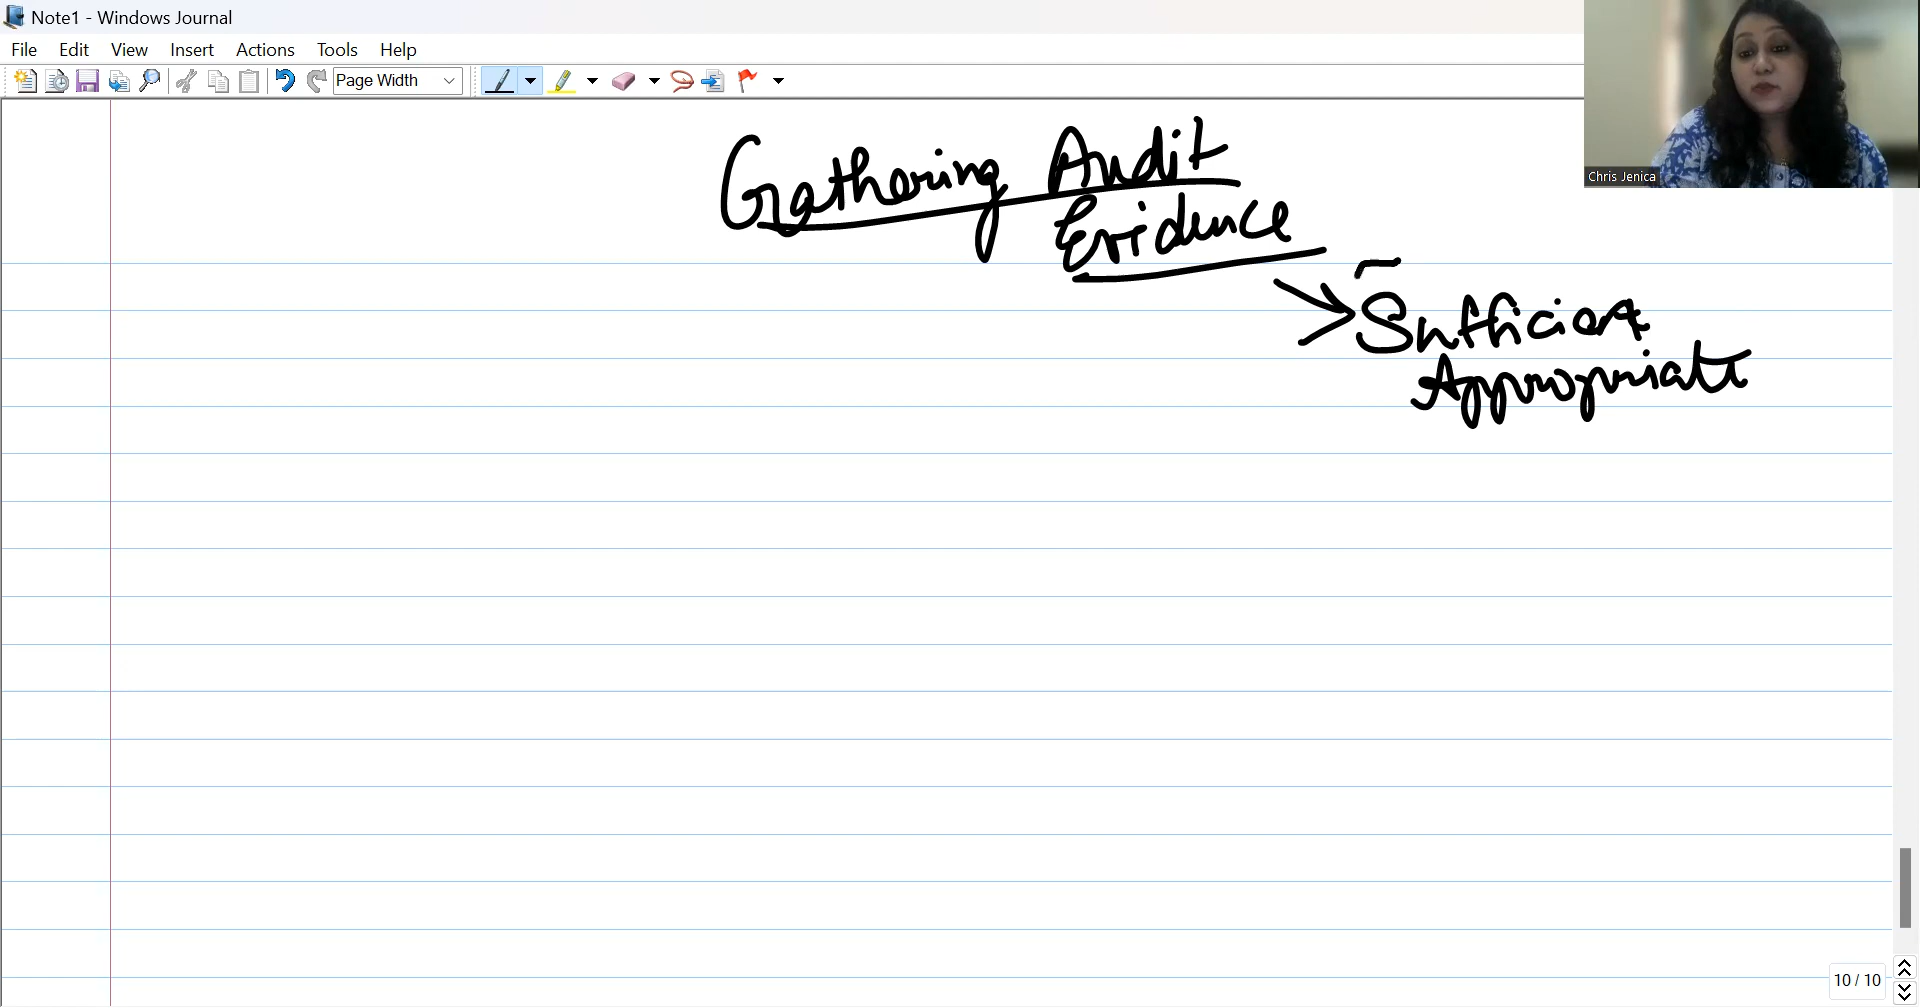 Note1 - Windows Journal
File Edit View Insert Actions Tools Help
Page Width
Chris Jenica
Gathering Audit
Evidence
Sufficient
Appropriate
10 / 10